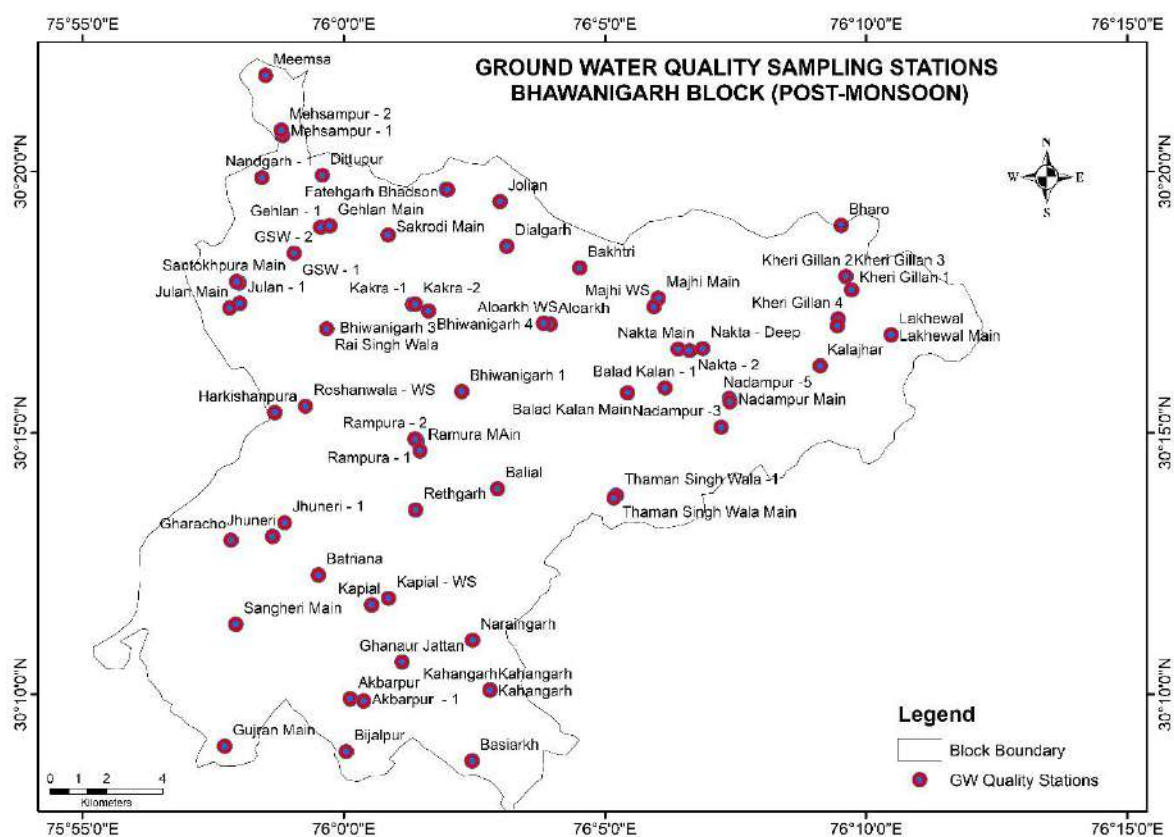 75°55'0"E
76°0'0"E
76°5'0"E
76°10'0"E
76°15'0"E
GROUND WATER QUALITY SAMPLING STATIONS
BHAWANIGARH BLOCK (POST-MONSOON)
N
W
E
S
30°20'0"N
30°15'0"N
30°10'0"N
30°20'0"N
30°15'0"N
30°10'0"N
Meemsa
Mehsampur - 2
Mehsampur - 1
Nandgarh - 1
Dittupur
Fatehgarh Bhadson
Jolian
Gehlan - 1
Gehlan Main
Sakrodi Main
Dialgarh
Bharo
GSW - 2
GSW - 1
Bakhtri
Kheri Gillan 2
Kheri Gillan 3
Kheri Gillan 1
Santokhpura Main
Julan Main
Julan - 1
Kakra -1
Kakra -2
Majhi WS
Majhi Main
Kheri Gillan 4
Aloarkh WS
Aloarkh
Bhiwanigarh 3
Bhiwanigarh 4
Rai Singh Wala
Nakta Main
Nakta - Deep
Nakta - 2
Lakhewal
Lakhewal Main
Kalajhar
Bhiwanigarh 1
Balad Kalan - 1
Balad Kalan Main
Nadampur -5
Nadampur Main
Nadampur -3
Harkishanpura
Roshanwala - WS
Rampura - 2
Ramura MAin
Rampura - 1
Balial
Rethgarh
Thaman Singh Wala -1
Thaman Singh Wala Main
Jhuneri - 1
Jhuneri
Gharacho
Batriana
Kapial
Kapial - WS
Sangheri Main
Naraingarh
Ghanaur Jattan
Kahangarh
Kahangarh
Kahangarh
Akbarpur
Akbarpur - 1
Gujran Main
Bijalpur
Basiarkh
0 1 2 4
Kilometers
Legend
Block Boundary
GW Quality Stations
75°55'0"E
76°0'0"E
76°5'0"E
76°10'0"E
76°15'0"E